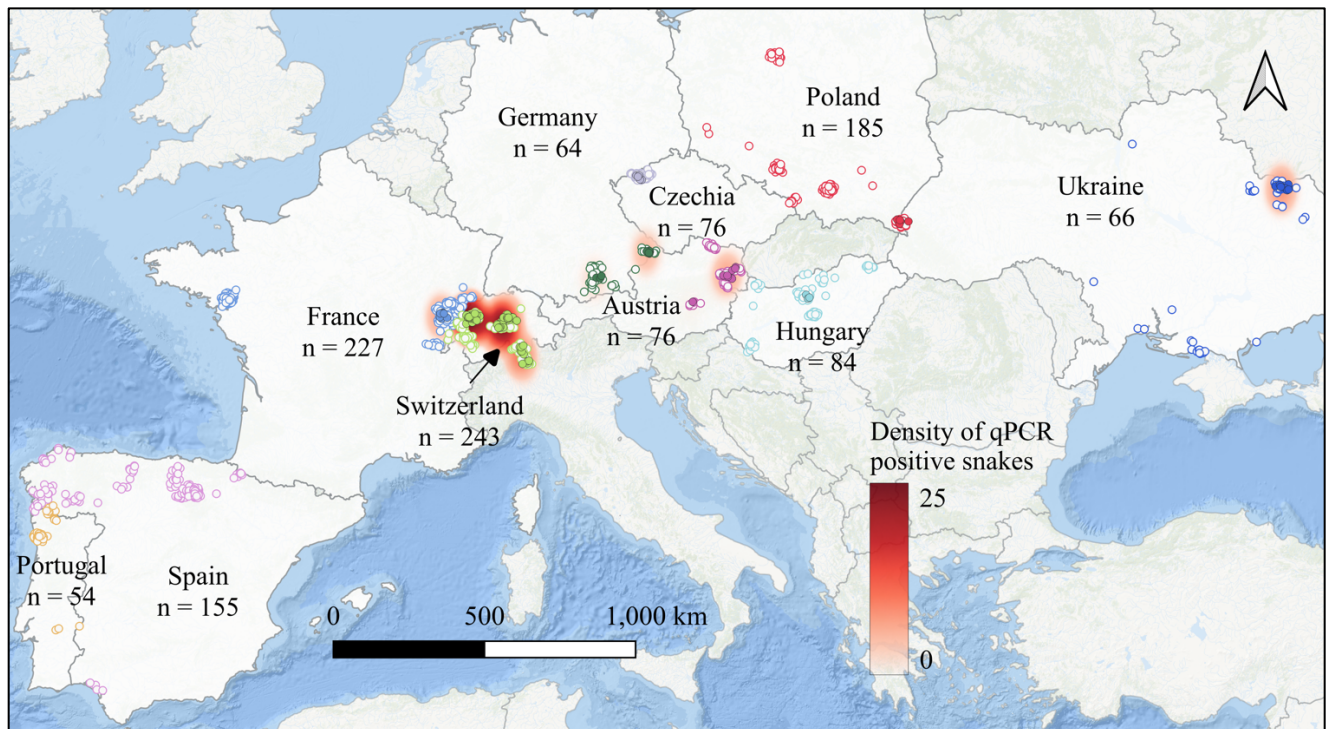 Poland
n = 185
Germany
n = 64
Ukraine
n = 66
Czechia
n = 76
Austria
n = 76
France
n = 227
Hungary
n = 84
Switzerland
n = 243
Density of qPCR
positive snakes
25
0
Portugal
n = 54
Spain
n = 155
0 500 1,000 km